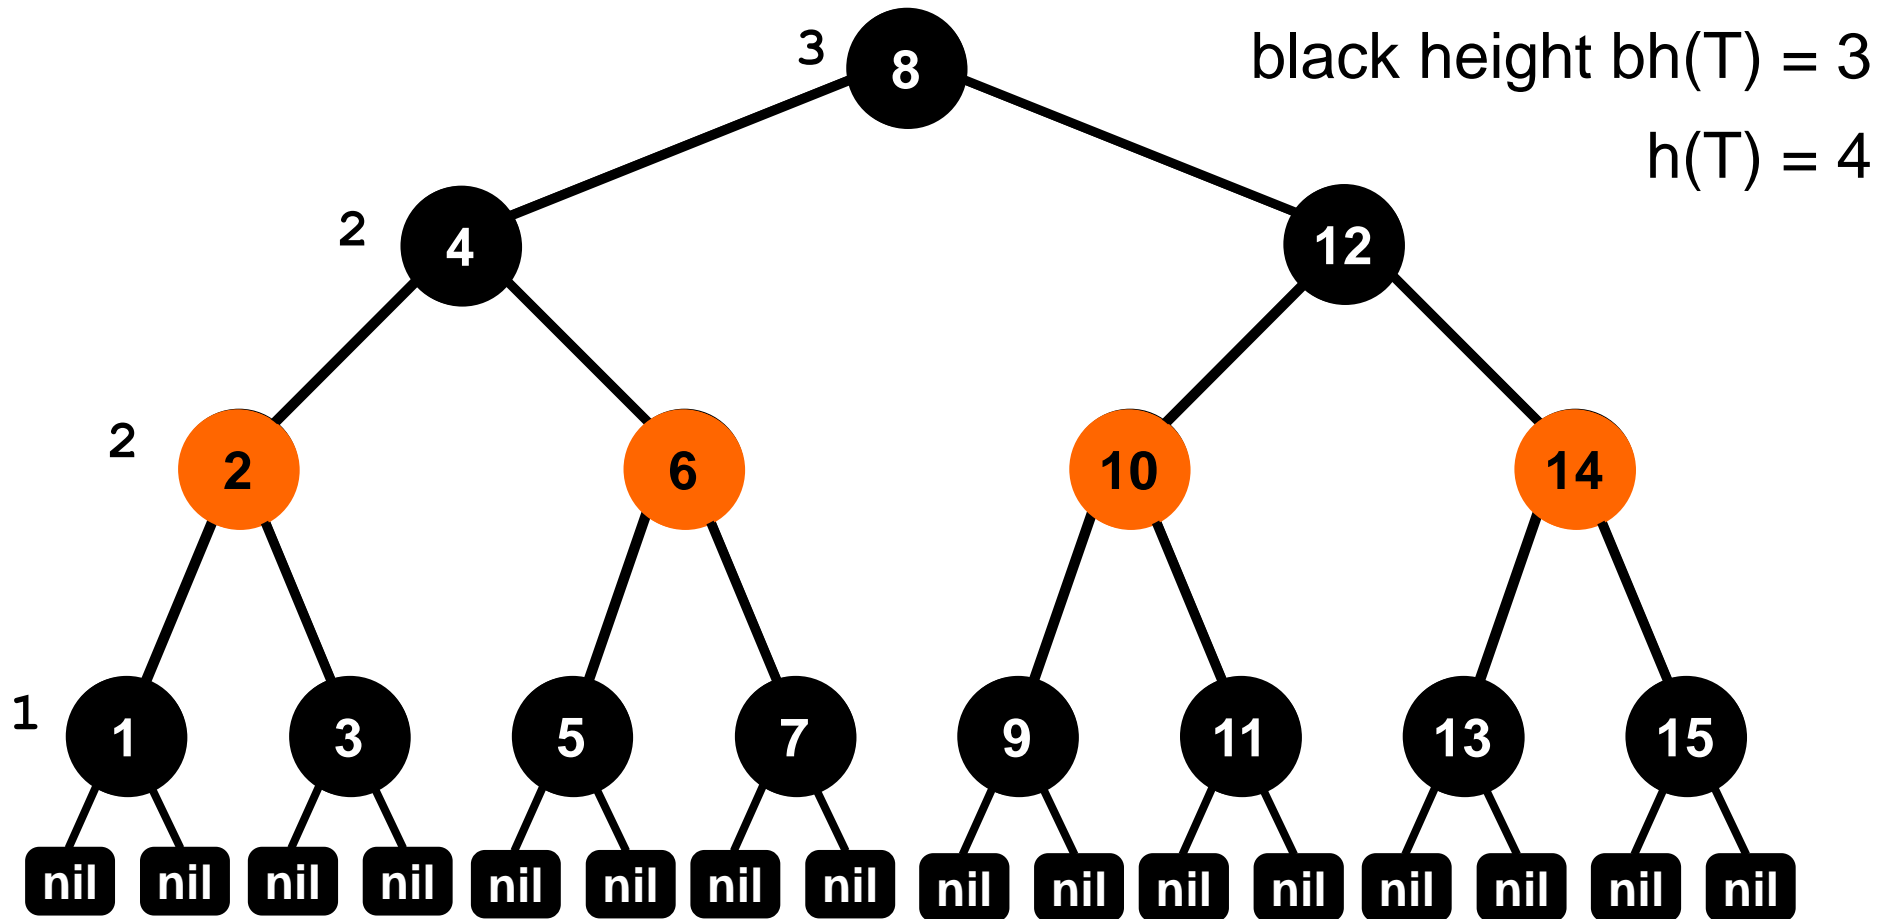 3 8 black height bh(T) = 3
h(T) = 4
2 4 12
2 2 6 10 14
1 1 3 5 7 9 11 13 15
nil nil nil nil nil nil nil nil nil nil nil nil nil nil nil nil